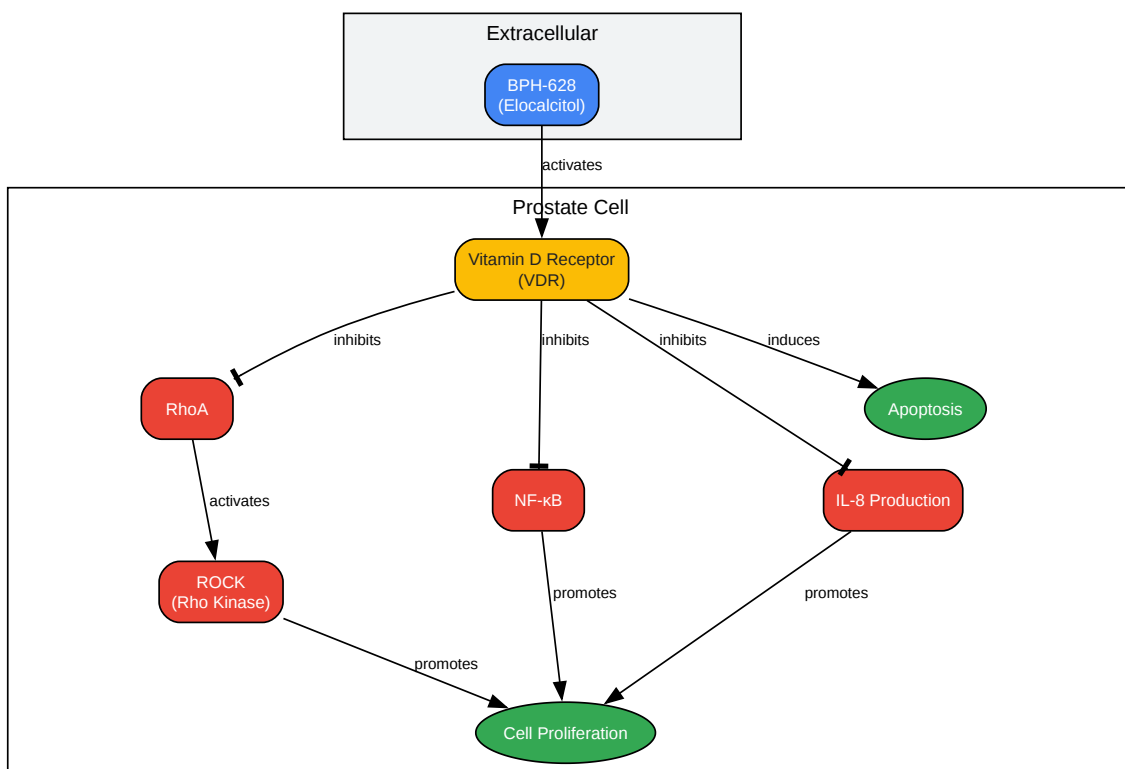 Extracellular
BPH-628
(Elocalcitol)
activates
Prostate Cell
Vitamin D Receptor
(VDR)
inhibits
inhibits
inhibits
induces
RhoA
Apoptosis
activates
NF-κB
IL-8 Production
ROCK
(Rho Kinase)
promotes
promotes
promotes
Cell Proliferation